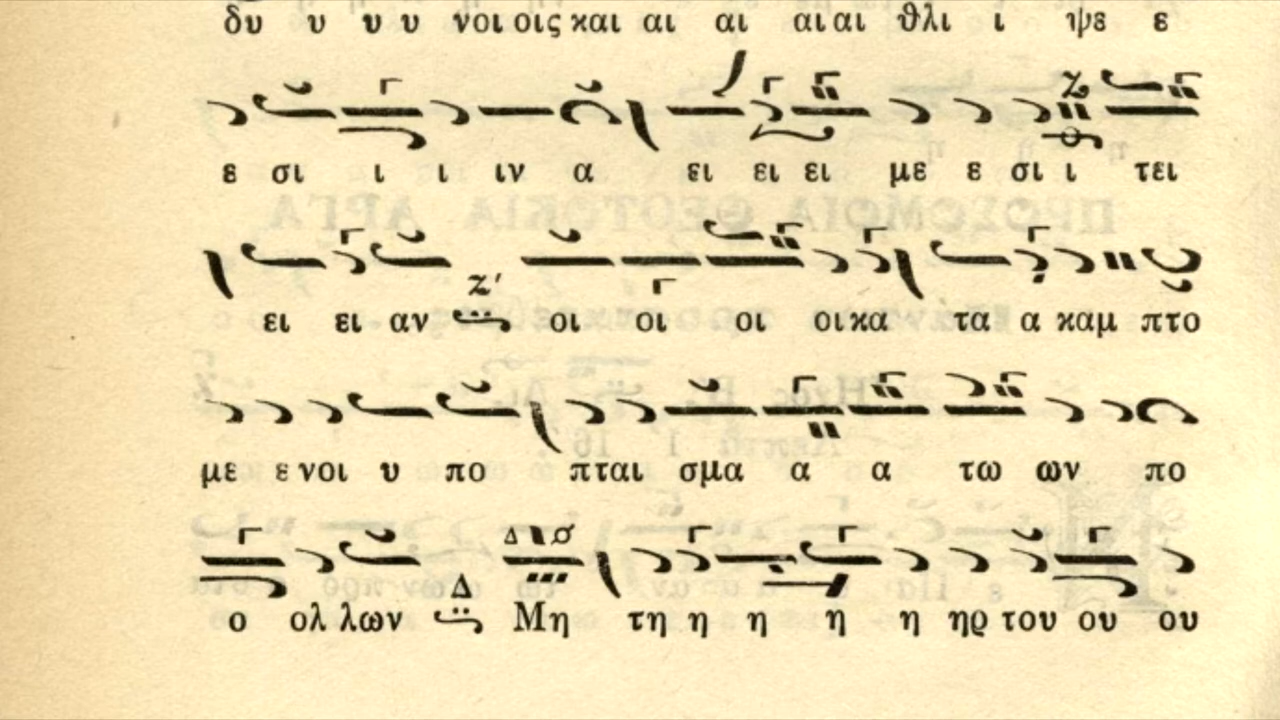 δυ υ υ υ νοι οις και αι αι αι αι θλι ι ψε ε
ε σι ι ι ιν α ει ει ει με ε σι ι τει
ει ει αν οι οι οι οι κα τα α καμ πτο
με ε νοι υ πο πται σμα α α τω ων πο
ο ολ λων Μη τη η η η η ηρ του ου ου